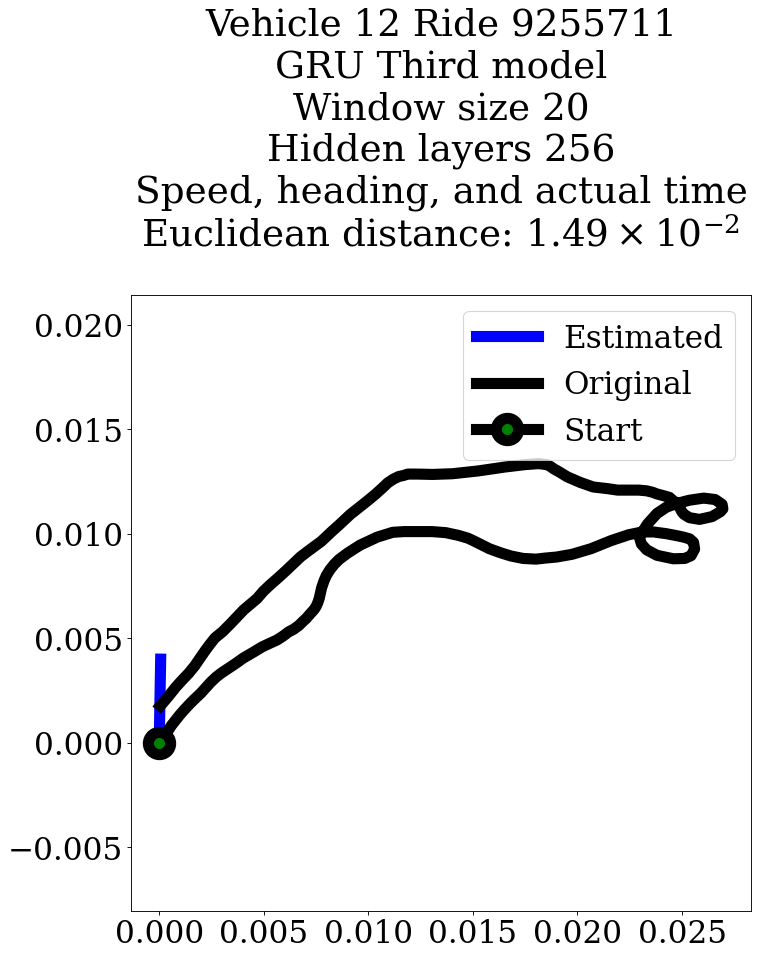 Vehicle 12 Ride 9255711
GRU Third model
Window size 20
Hidden layers 256
Speed, heading, and actual time
Euclidean distance: 1.49 × 10⁻²
Estimated
Original
Start
0.020
0.015
0.010
0.005
0.000
−0.005
0.000 0.005 0.010 0.015 0.020 0.025